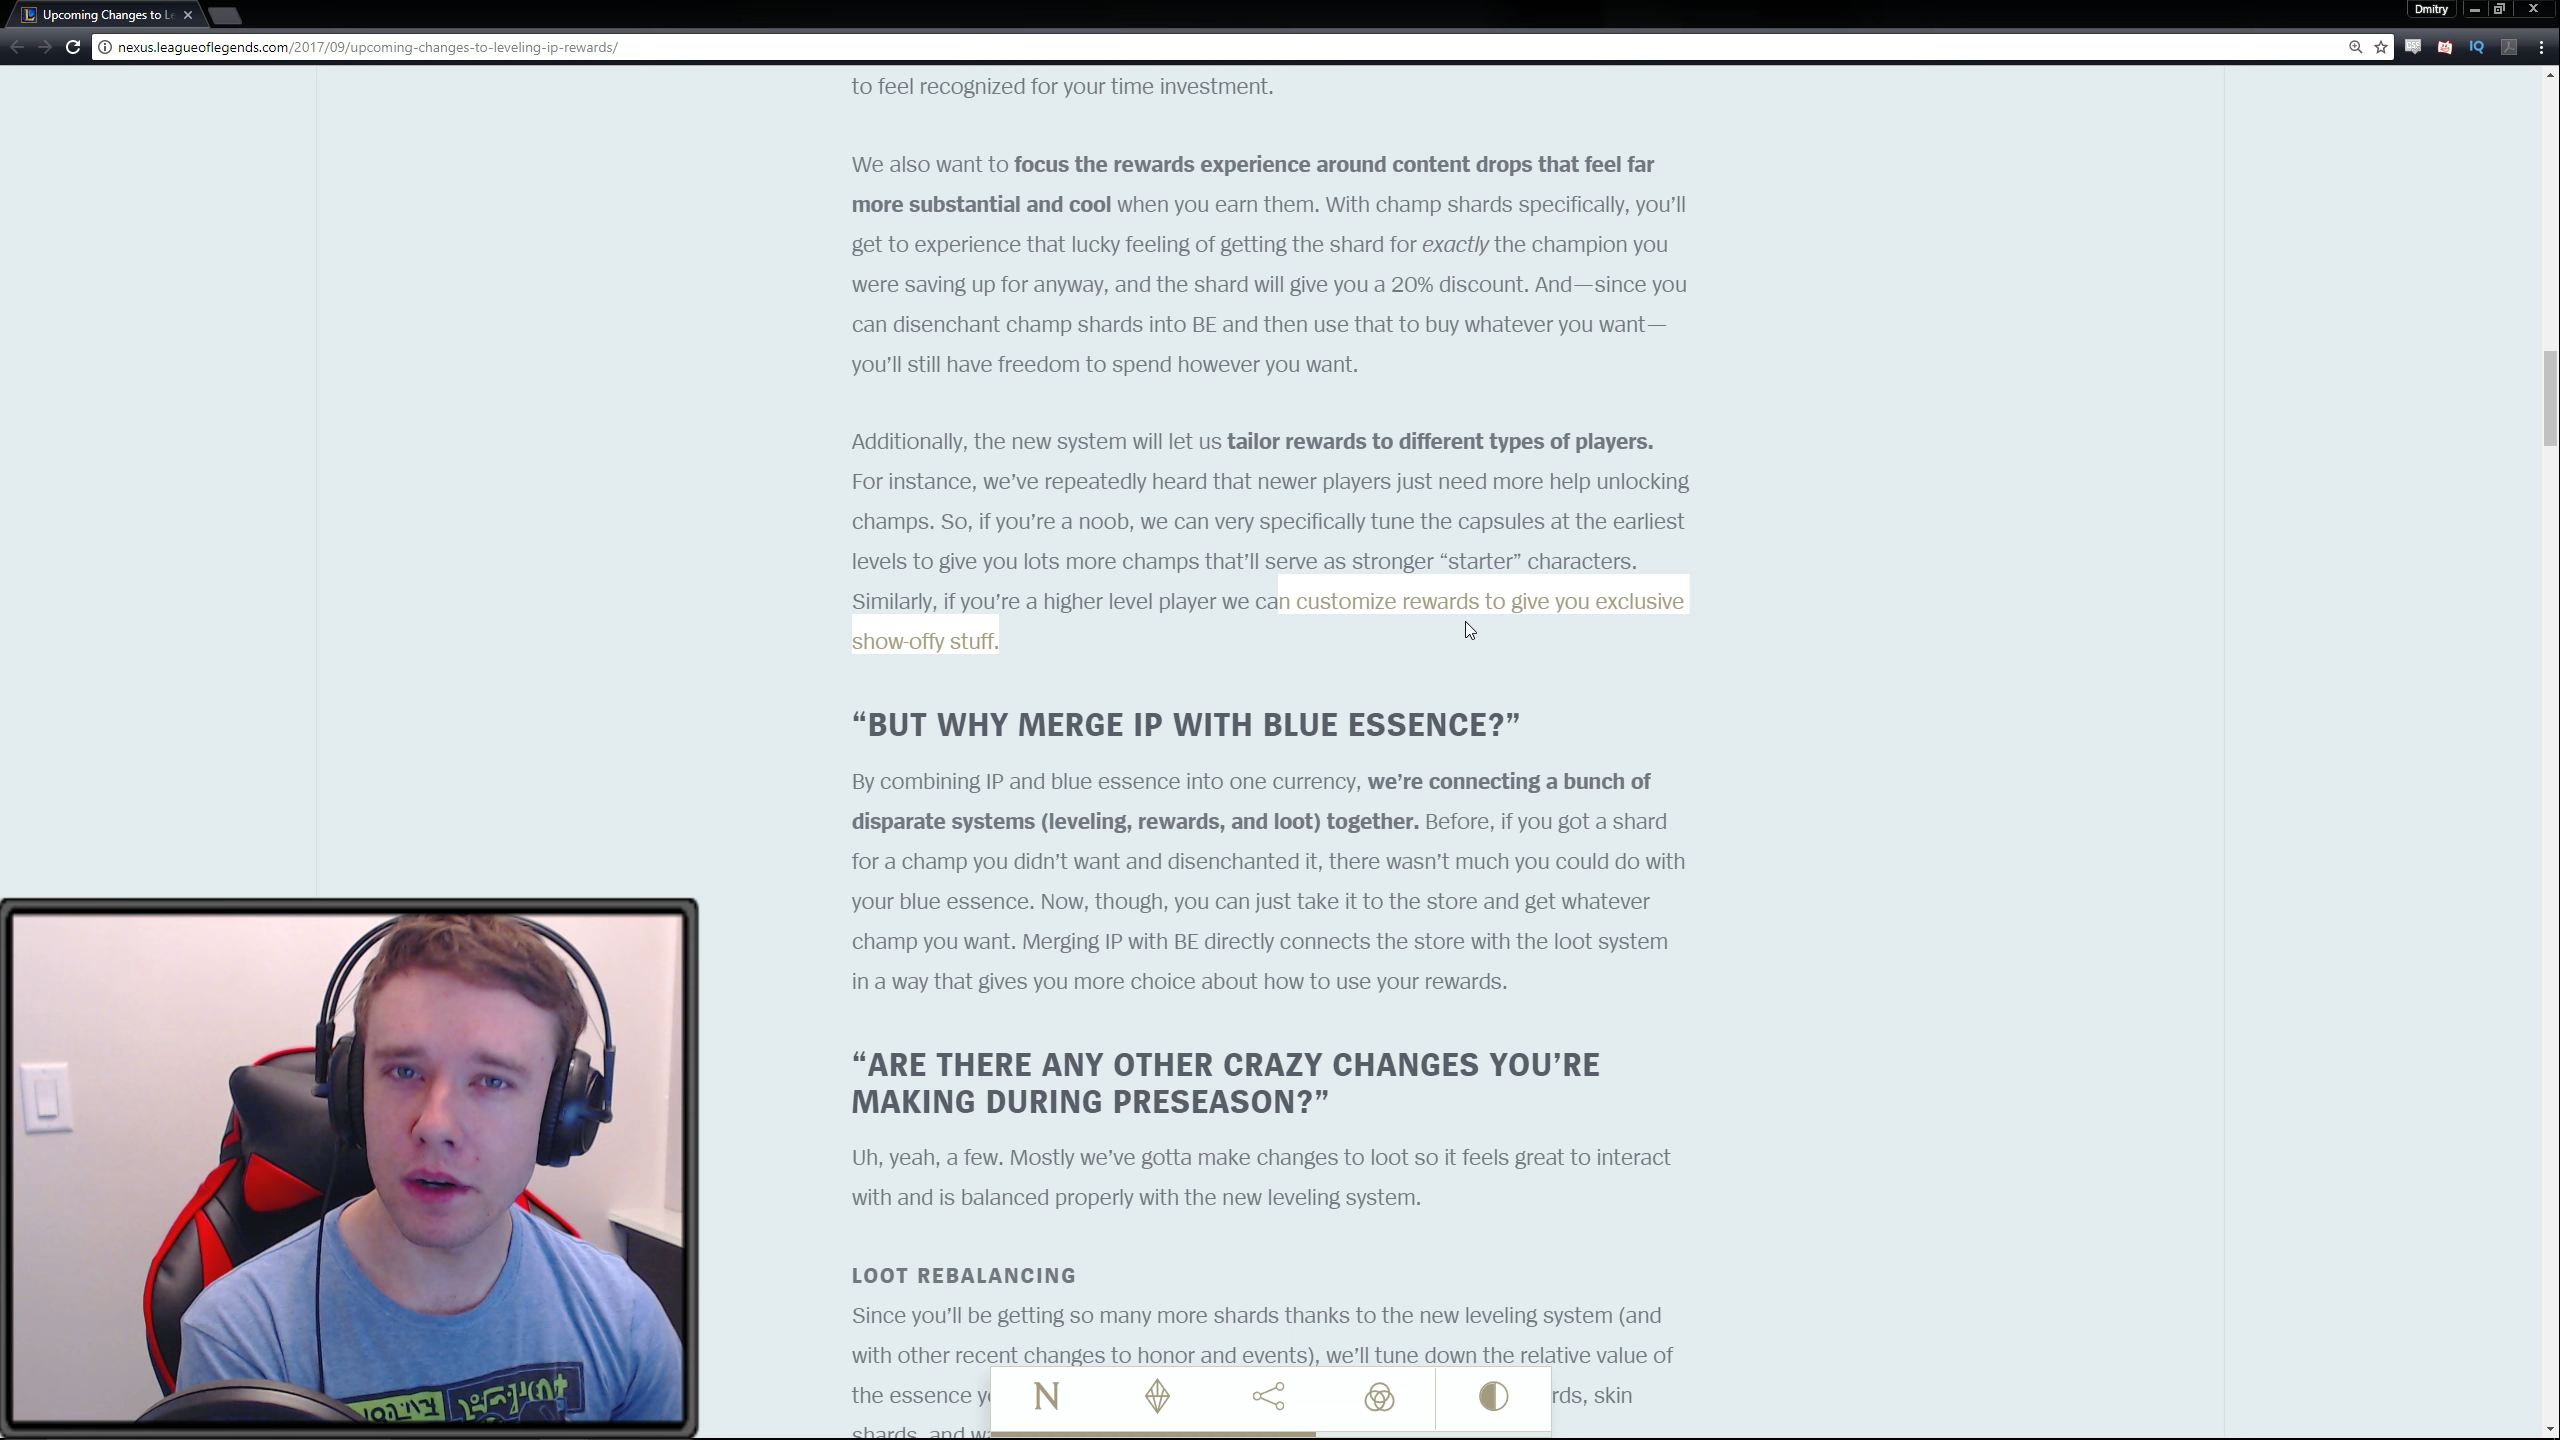 Upcoming Changes to Le
Dmitry
nexus.leagueoflegends.com/2017/09/upcoming-changes-to-leveling-ip-rewards/
IQ
to feel recognized for your time investment.
We also want to focus the rewards experience around content drops that feel far
more substantial and cool when you earn them. With champ shards specifically, you’ll
get to experience that lucky feeling of getting the shard for exactly the champion you
were saving up for anyway, and the shard will give you a 20% discount. And—since you
can disenchant champ shards into BE and then use that to buy whatever you want—
you’ll still have freedom to spend however you want.
Additionally, the new system will let us tailor rewards to different types of players.
For instance, we’ve repeatedly heard that newer players just need more help unlocking
champs. So, if you’re a noob, we can very specifically tune the capsules at the earliest
levels to give you lots more champs that’ll serve as stronger “starter” characters.
Similarly, if you’re a higher level player we can customize rewards to give you exclusive
show-offy stuff.
“BUT WHY MERGE IP WITH BLUE ESSENCE?”
By combining IP and blue essence into one currency, we’re connecting a bunch of
disparate systems (leveling, rewards, and loot) together. Before, if you got a shard
for a champ you didn’t want and disenchanted it, there wasn’t much you could do with
your blue essence. Now, though, you can just take it to the store and get whatever
champ you want. Merging IP with BE directly connects the store with the loot system
in a way that gives you more choice about how to use your rewards.
“ARE THERE ANY OTHER CRAZY CHANGES YOU’RE
MAKING DURING PRESEASON?”
Uh, yeah, a few. Mostly we’ve gotta make changes to loot so it feels great to interact
with and is balanced properly with the new leveling system.
LOOT REBALANCING
Since you’ll be getting so many more shards thanks to the new leveling system (and
with other recent changes to honor and events), we’ll tune down the relative value of
the essence
N
skin
shards, and